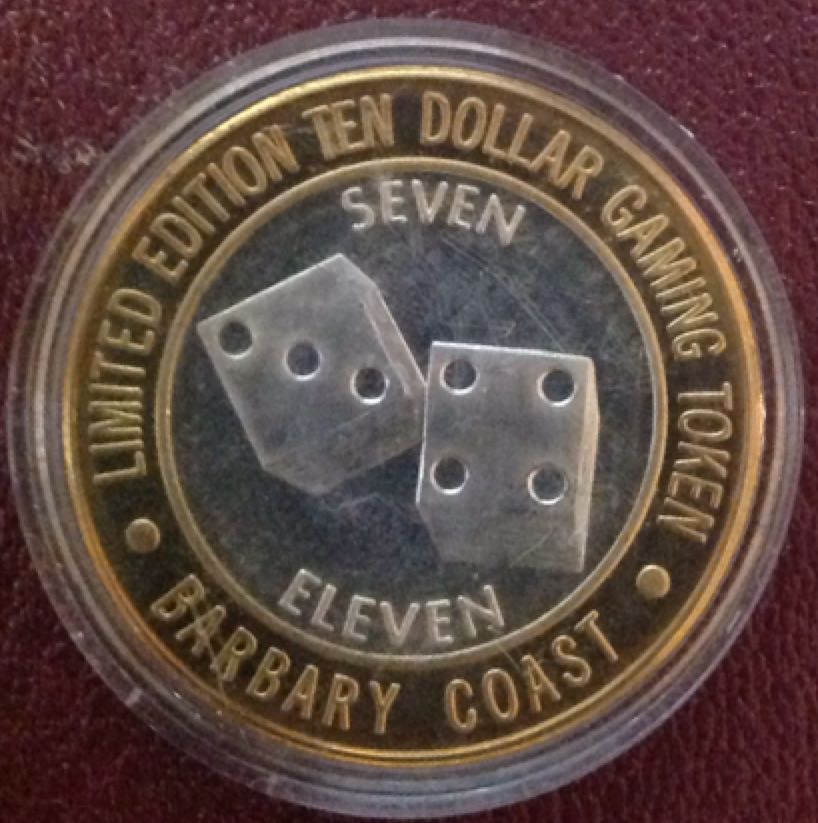 LIMITED EDITION TEN DOLLAR GAMING TOKEN
SEVEN
ELEVEN
BARBARY COAST